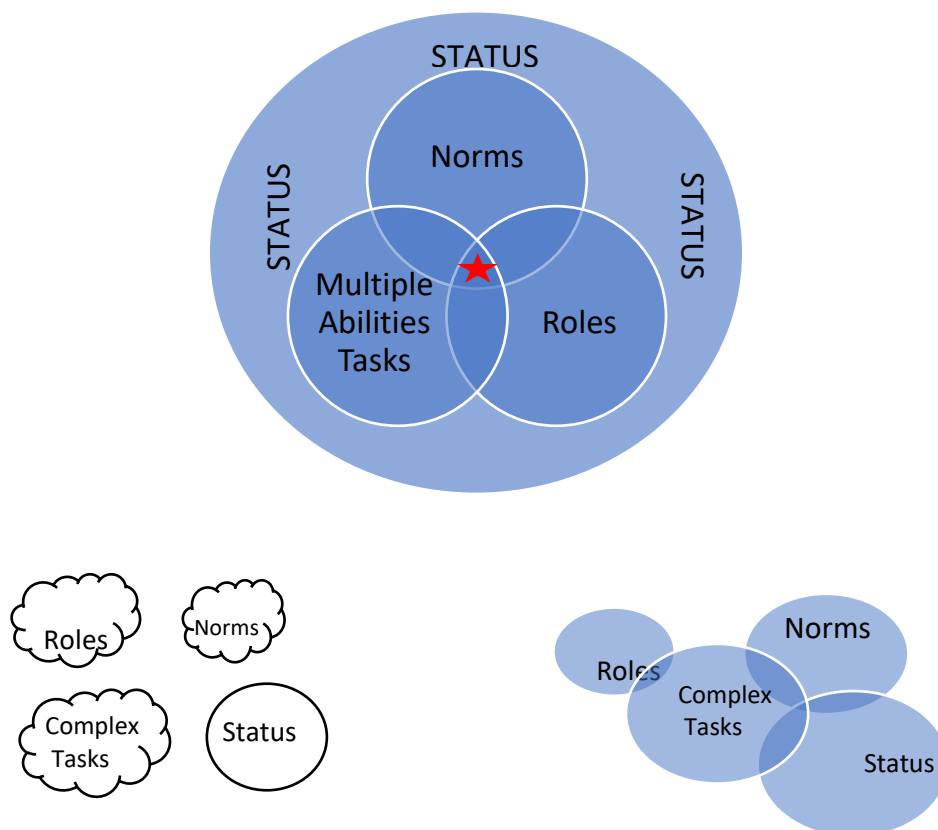 STATUS
Norms
STATUS
STATUS
Multiple
Abilities
Tasks
Roles
Roles
Norms
Complex
Tasks
Status
Norms
Roles
Complex
Tasks
Status